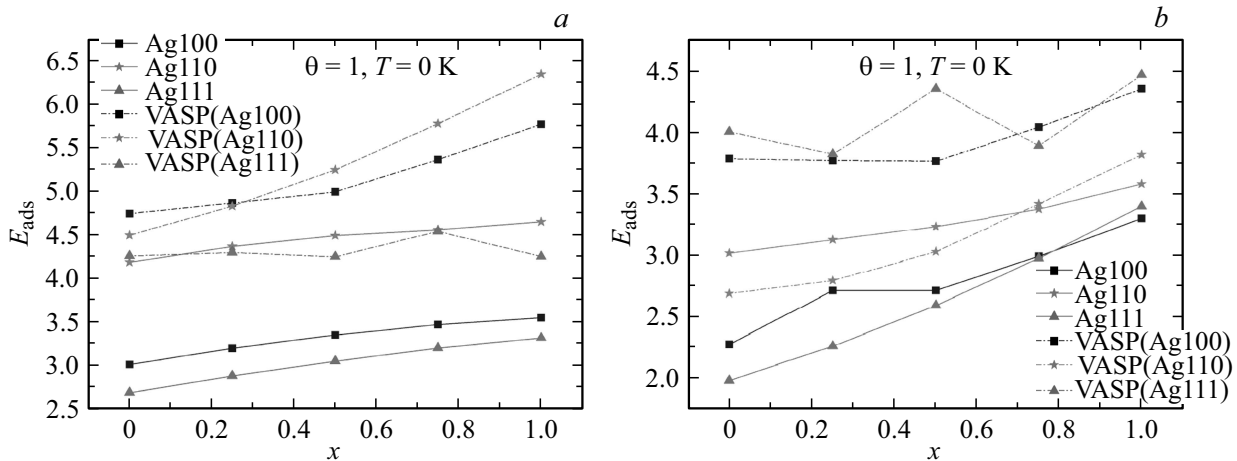 a
Ag100
Ag110
Ag111
VASP(Ag100)
VASP(Ag110)
VASP(Ag111)
θ = 1, T = 0 K
6.5
6.0
5.5
5.0
4.5
4.0
3.5
3.0
2.5
E_ads
0 0.2 0.4 0.6 0.8 1.0
x
b
θ = 1, T = 0 K
4.5
4.0
3.5
3.0
2.5
2.0
E_ads
Ag100
Ag110
Ag111
VASP(Ag100)
VASP(Ag110)
VASP(Ag111)
0 0.2 0.4 0.6 0.8 1.0
x